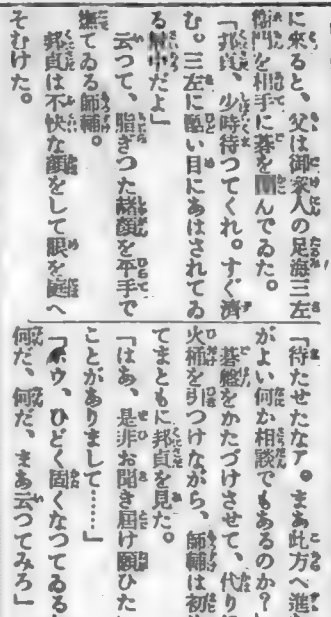 に来ると、父は御家人の足海三左
衛門を相手に碁を囲んでゐた。
「邦貞、少時待つてくれ。すぐ濟
む。三左に酷い目にあはされてゐ
る最中だよ」
云つて、脂ぎつた赭顔を平手で
撫でゐる師輔。
邦貞は不快な顔をして眼を庭へ
そむけた。
「待たせたなア。まあ此方へ進
がよい何か相談でもあるのか?
碁盤をかたづけさせて、代り
火桶を引つけながら、師輔は初
てまともに邦貞を見た。
「はあ、是非お聞き屆け願ひた
ことがありまして……」
「ホウ、ひどく固くなつてゐる
何だ、何だ、まあ云つてみろ」